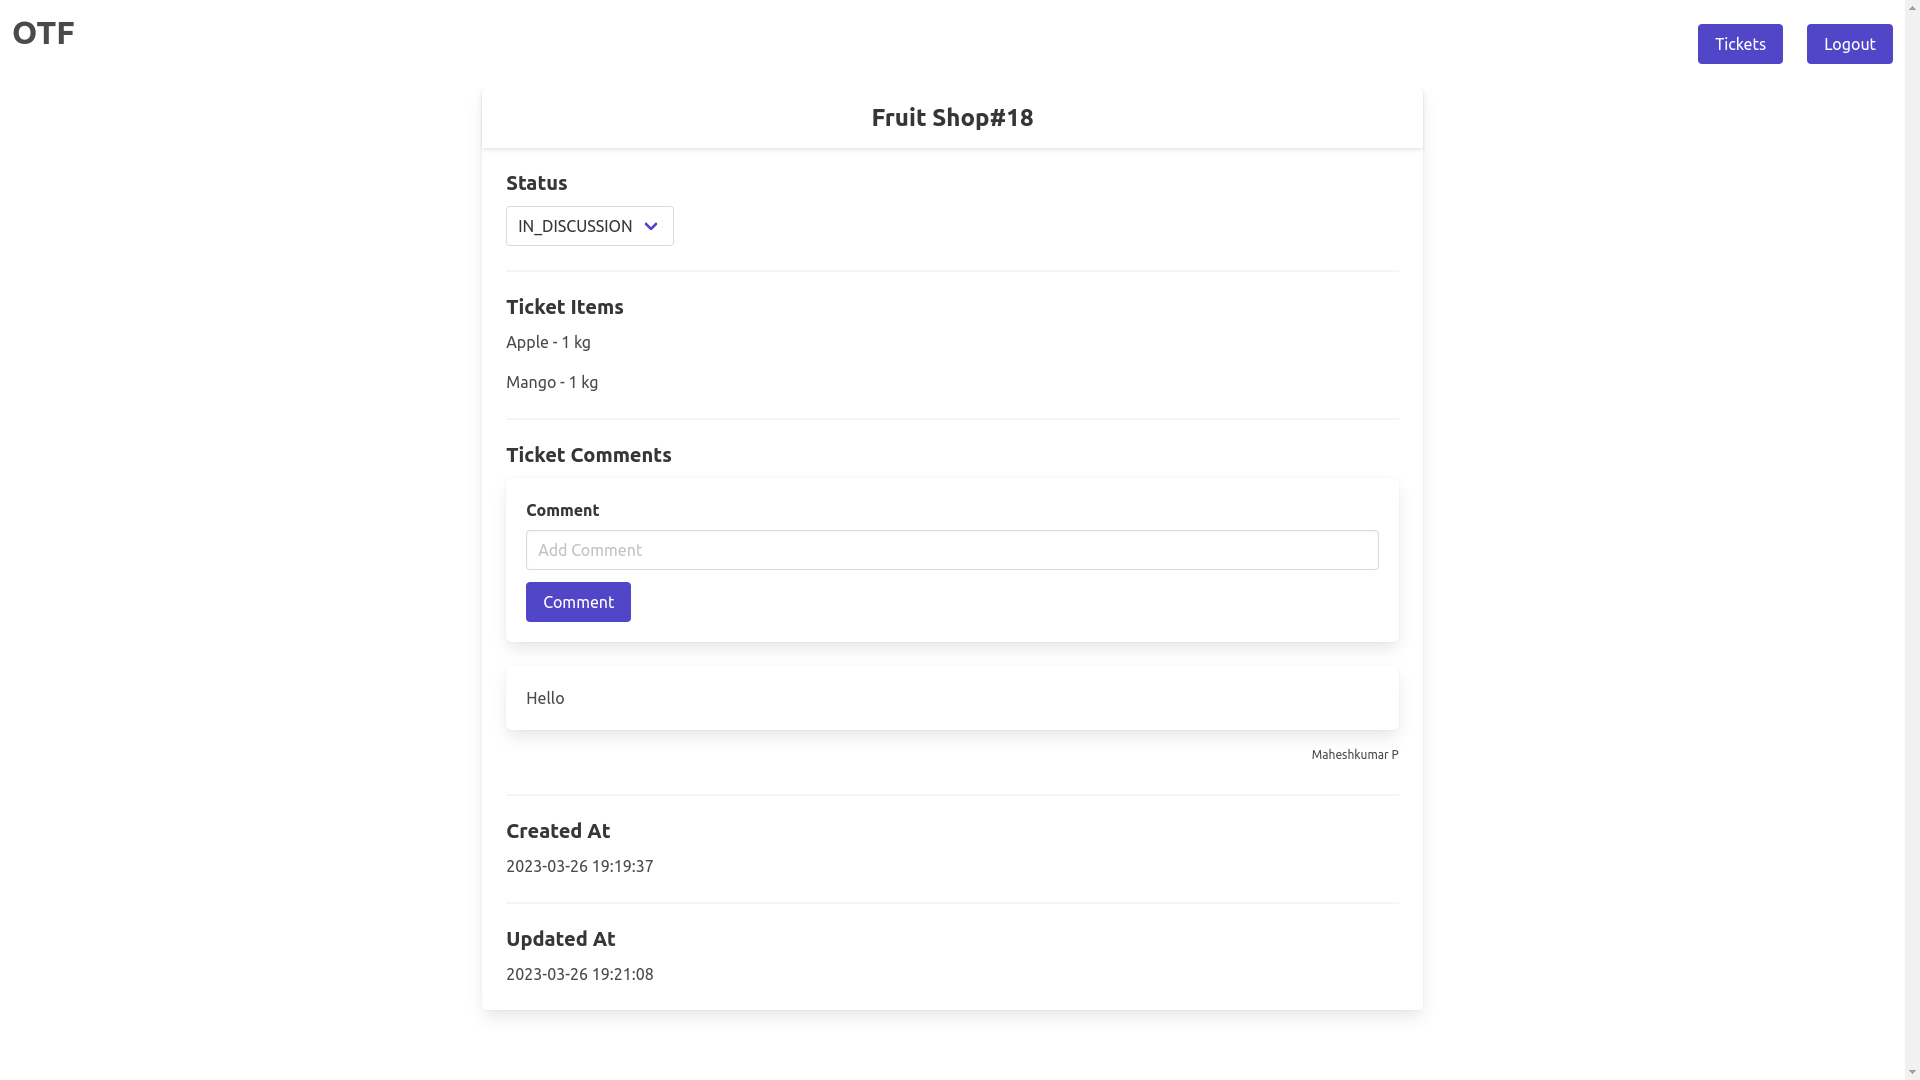 OTF
Tickets
Logout
Fruit Shop#18
Status
IN_DISCUSSION
Ticket Items
Apple - 1 kg
Mango - 1 kg
Ticket Comments
Comment
Add Comment
Comment
Hello
Maheshkumar P
Created At
2023-03-26 19:19:37
Updated At
2023-03-26 19:21:08